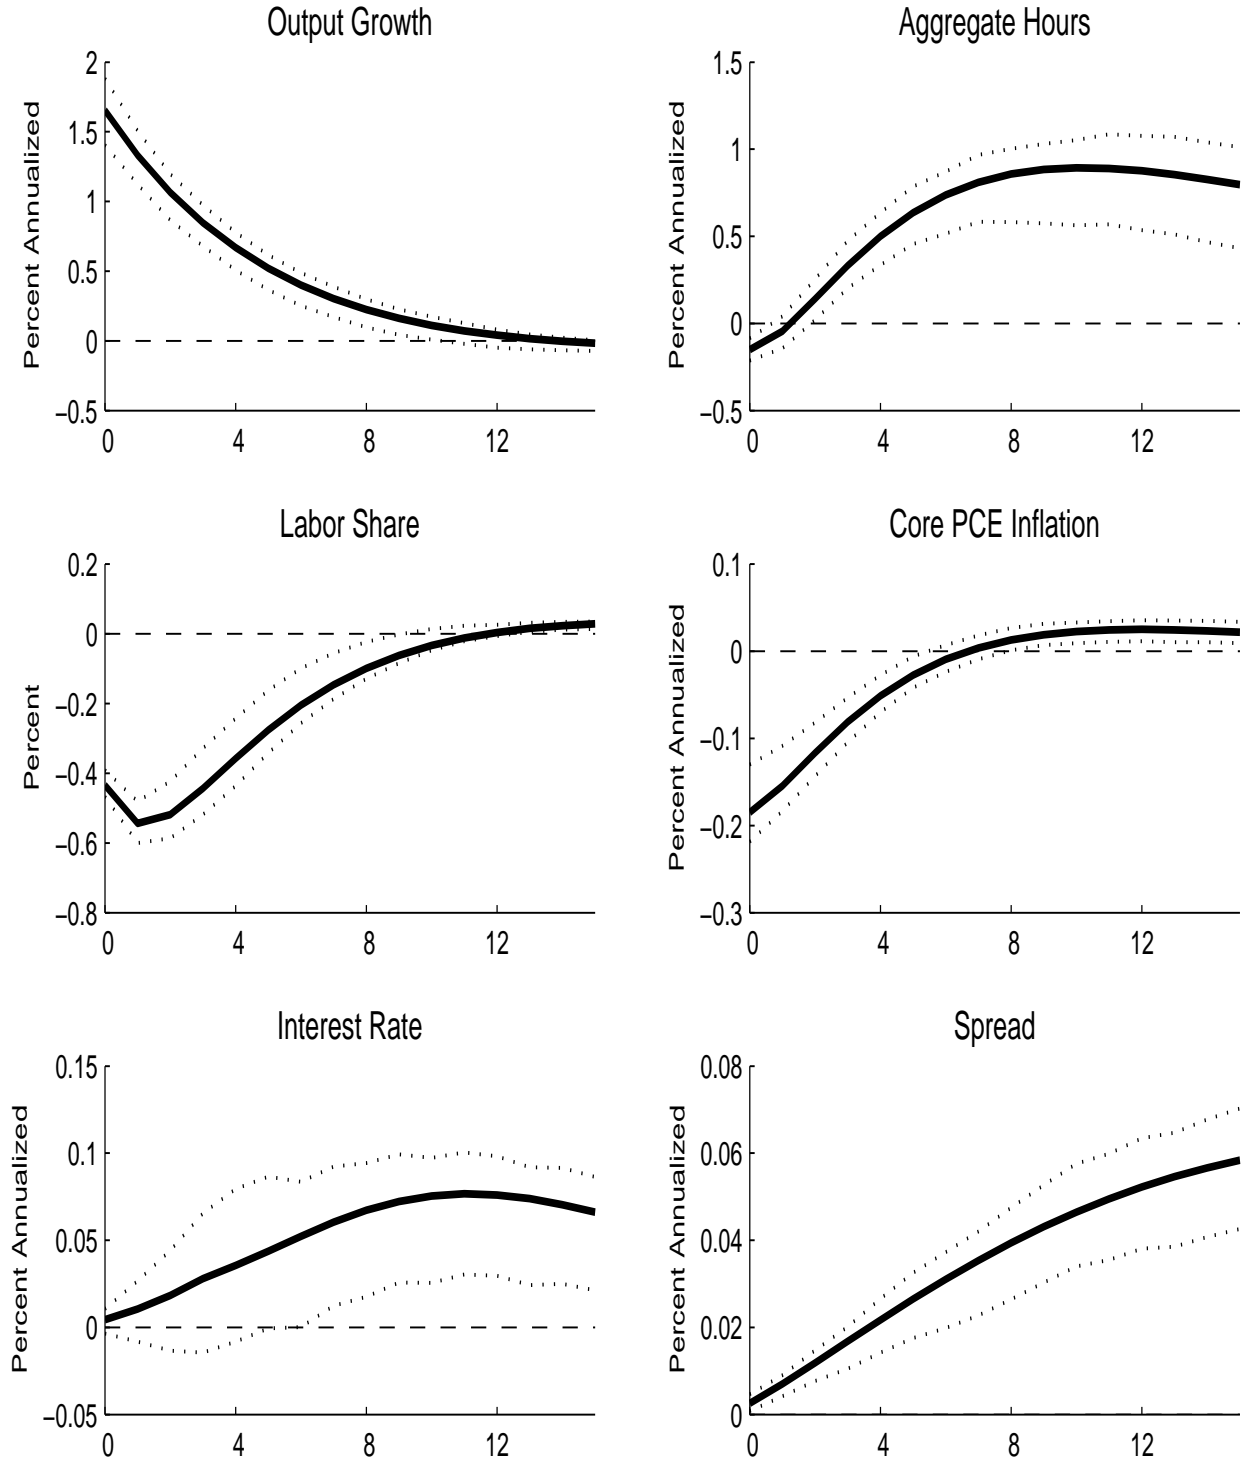 Output Growth
Percent Annualized
2
1.5
1
0.5
0
−0.5
0 4 8 12
Aggregate Hours
Percent Annualized
1.5
1
0.5
0
−0.5
0 4 8 12
Labor Share
Percent
0.2
0
−0.2
−0.4
−0.6
−0.8
0 4 8 12
Core PCE Inflation
Percent Annualized
0.1
0
−0.1
−0.2
−0.3
0 4 8 12
Interest Rate
Percent Annualized
0.15
0.1
0.05
0
−0.05
0 4 8 12
Spread
Percent Annualized
0.08
0.06
0.04
0.02
0
0 4 8 12